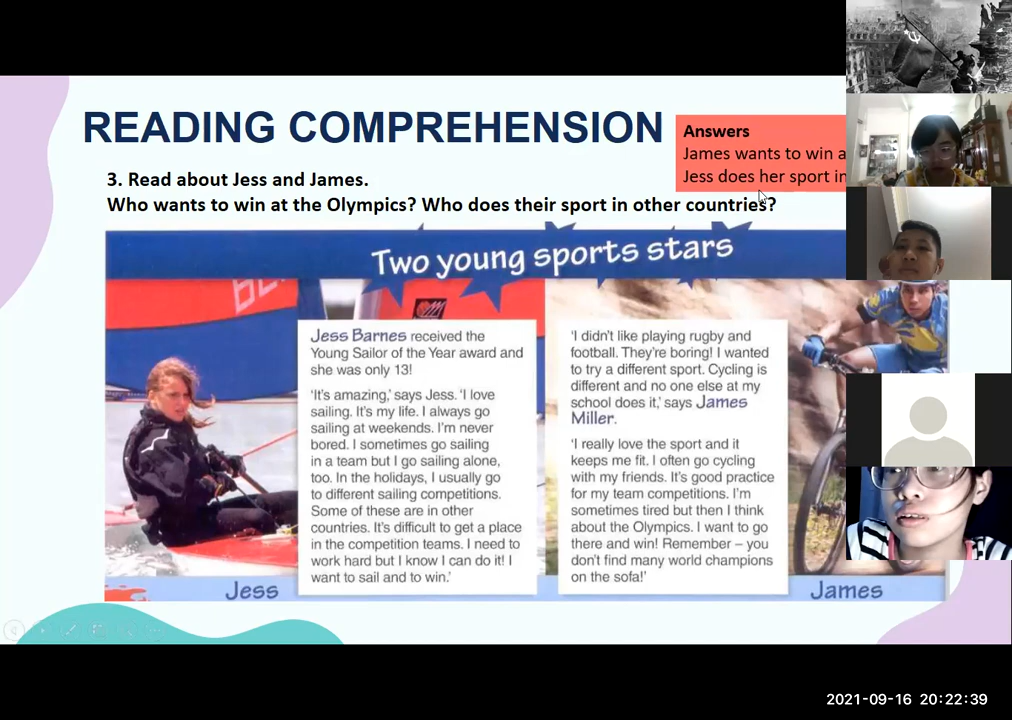 READING COMPREHENSION
Answers
James wants to win a
Jess does her sport in
3. Read about Jess and James.
Who wants to win at the Olympics? Who does their sport in other countries?
Two young sports stars
Jess Barnes received the
Young Sailor of the Year award and
she was only 13!
'It's amazing,' says Jess. 'I love
sailing. It's my life. I always go
sailing at weekends. I'm never
bored. I sometimes go sailing
in a team but I go sailing alone,
too. In the holidays, I usually go
to different sailing competitions.
Some of these are in other
countries. It's difficult to get a place
in the competition teams. I need to
work hard but I know I can do it! I
want to sail and to win.'
Jess
'I didn't like playing rugby and
football. They're boring! I wanted
to try a different sport. Cycling is
different and no one else at my
school does it,' says James
Miller.
'I really love the sport and it
keeps me fit. I often go cycling
with my friends. It's good practice
for my team competitions. I'm
sometimes tired but then I think
about the Olympics. I want to go
there and win! Remember – you
don't find many world champions
on the sofa!'
James
2021-09-16 20:22:39